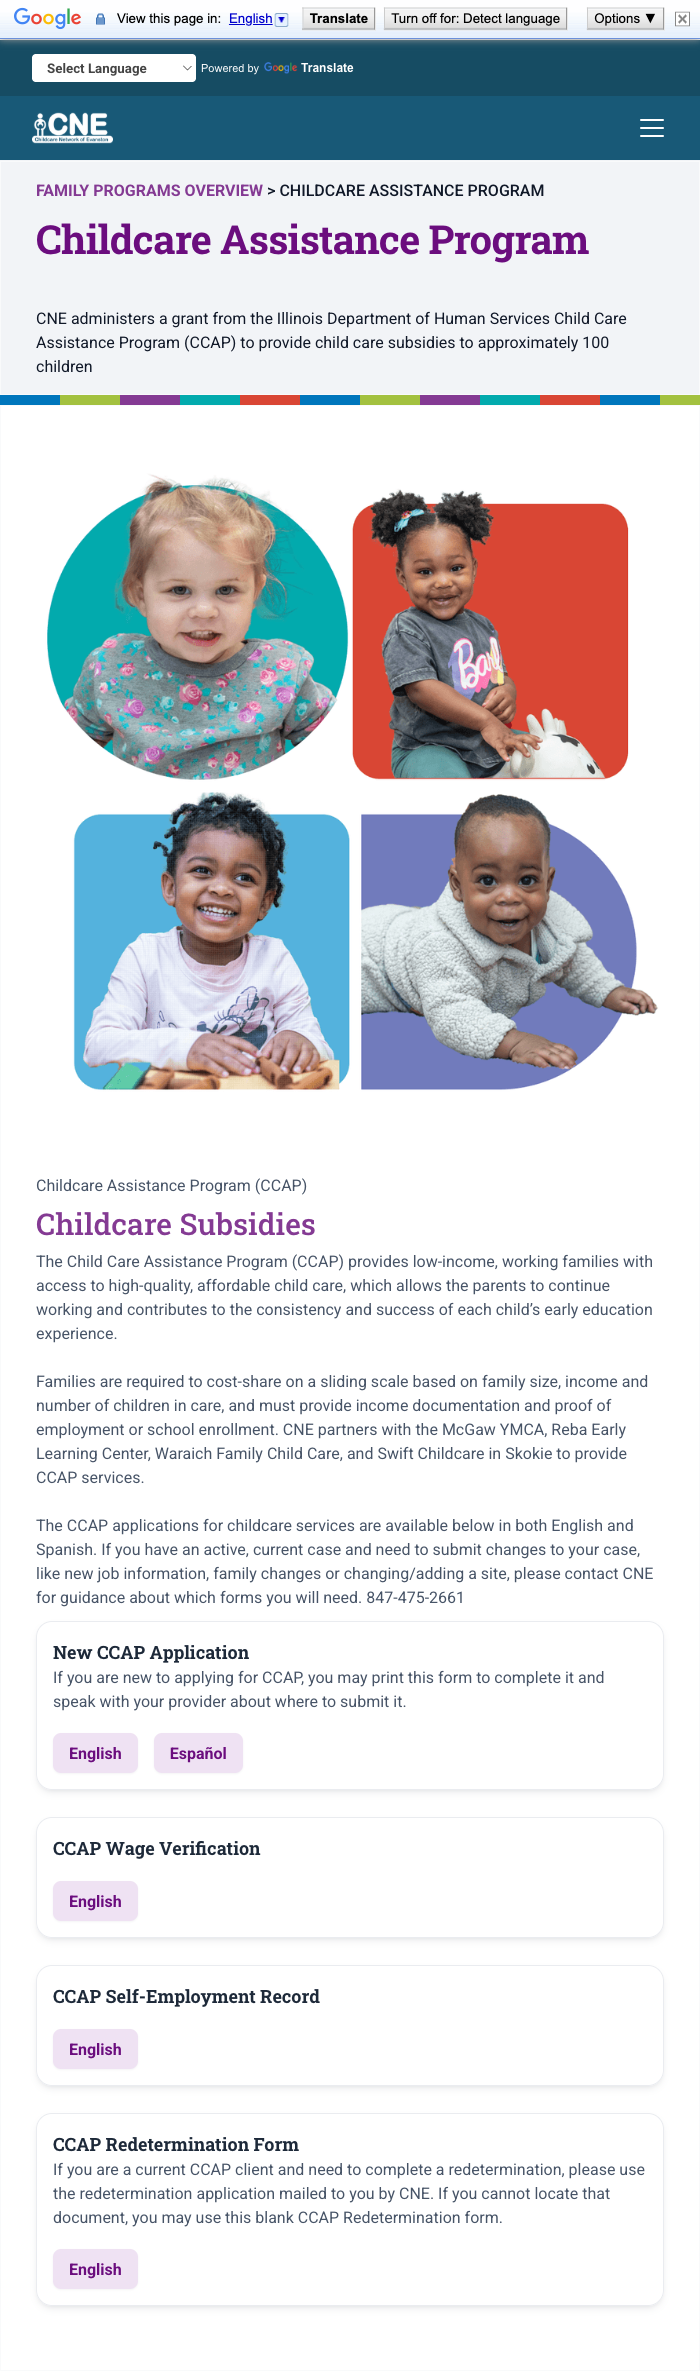 Google View this page in: English Translate Turn off for: Detect language Options ▼
Select Language Powered by Google Translate
CNE
Childcare Network of Evanston
FAMILY PROGRAMS OVERVIEW > CHILDCARE ASSISTANCE PROGRAM
Childcare Assistance Program
CNE administers a grant from the Illinois Department of Human Services Child Care
Assistance Program (CCAP) to provide child care subsidies to approximately 100
children
Childcare Assistance Program (CCAP)
Childcare Subsidies
The Child Care Assistance Program (CCAP) provides low-income, working families with
access to high-quality, affordable child care, which allows the parents to continue
working and contributes to the consistency and success of each child’s early education
experience.
Families are required to cost-share on a sliding scale based on family size, income and
number of children in care, and must provide income documentation and proof of
employment or school enrollment. CNE partners with the McGaw YMCA, Reba Early
Learning Center, Waraich Family Child Care, and Swift Childcare in Skokie to provide
CCAP services.
The CCAP applications for childcare services are available below in both English and
Spanish. If you have an active, current case and need to submit changes to your case,
like new job information, family changes or changing/adding a site, please contact CNE
for guidance about which forms you will need. 847-475-2661
New CCAP Application
If you are new to applying for CCAP, you may print this form to complete it and
speak with your provider about where to submit it.
English Español
CCAP Wage Verification
English
CCAP Self-Employment Record
English
CCAP Redetermination Form
If you are a current CCAP client and need to complete a redetermination, please use
the redetermination application mailed to you by CNE. If you cannot locate that
document, you may use this blank CCAP Redetermination form.
English